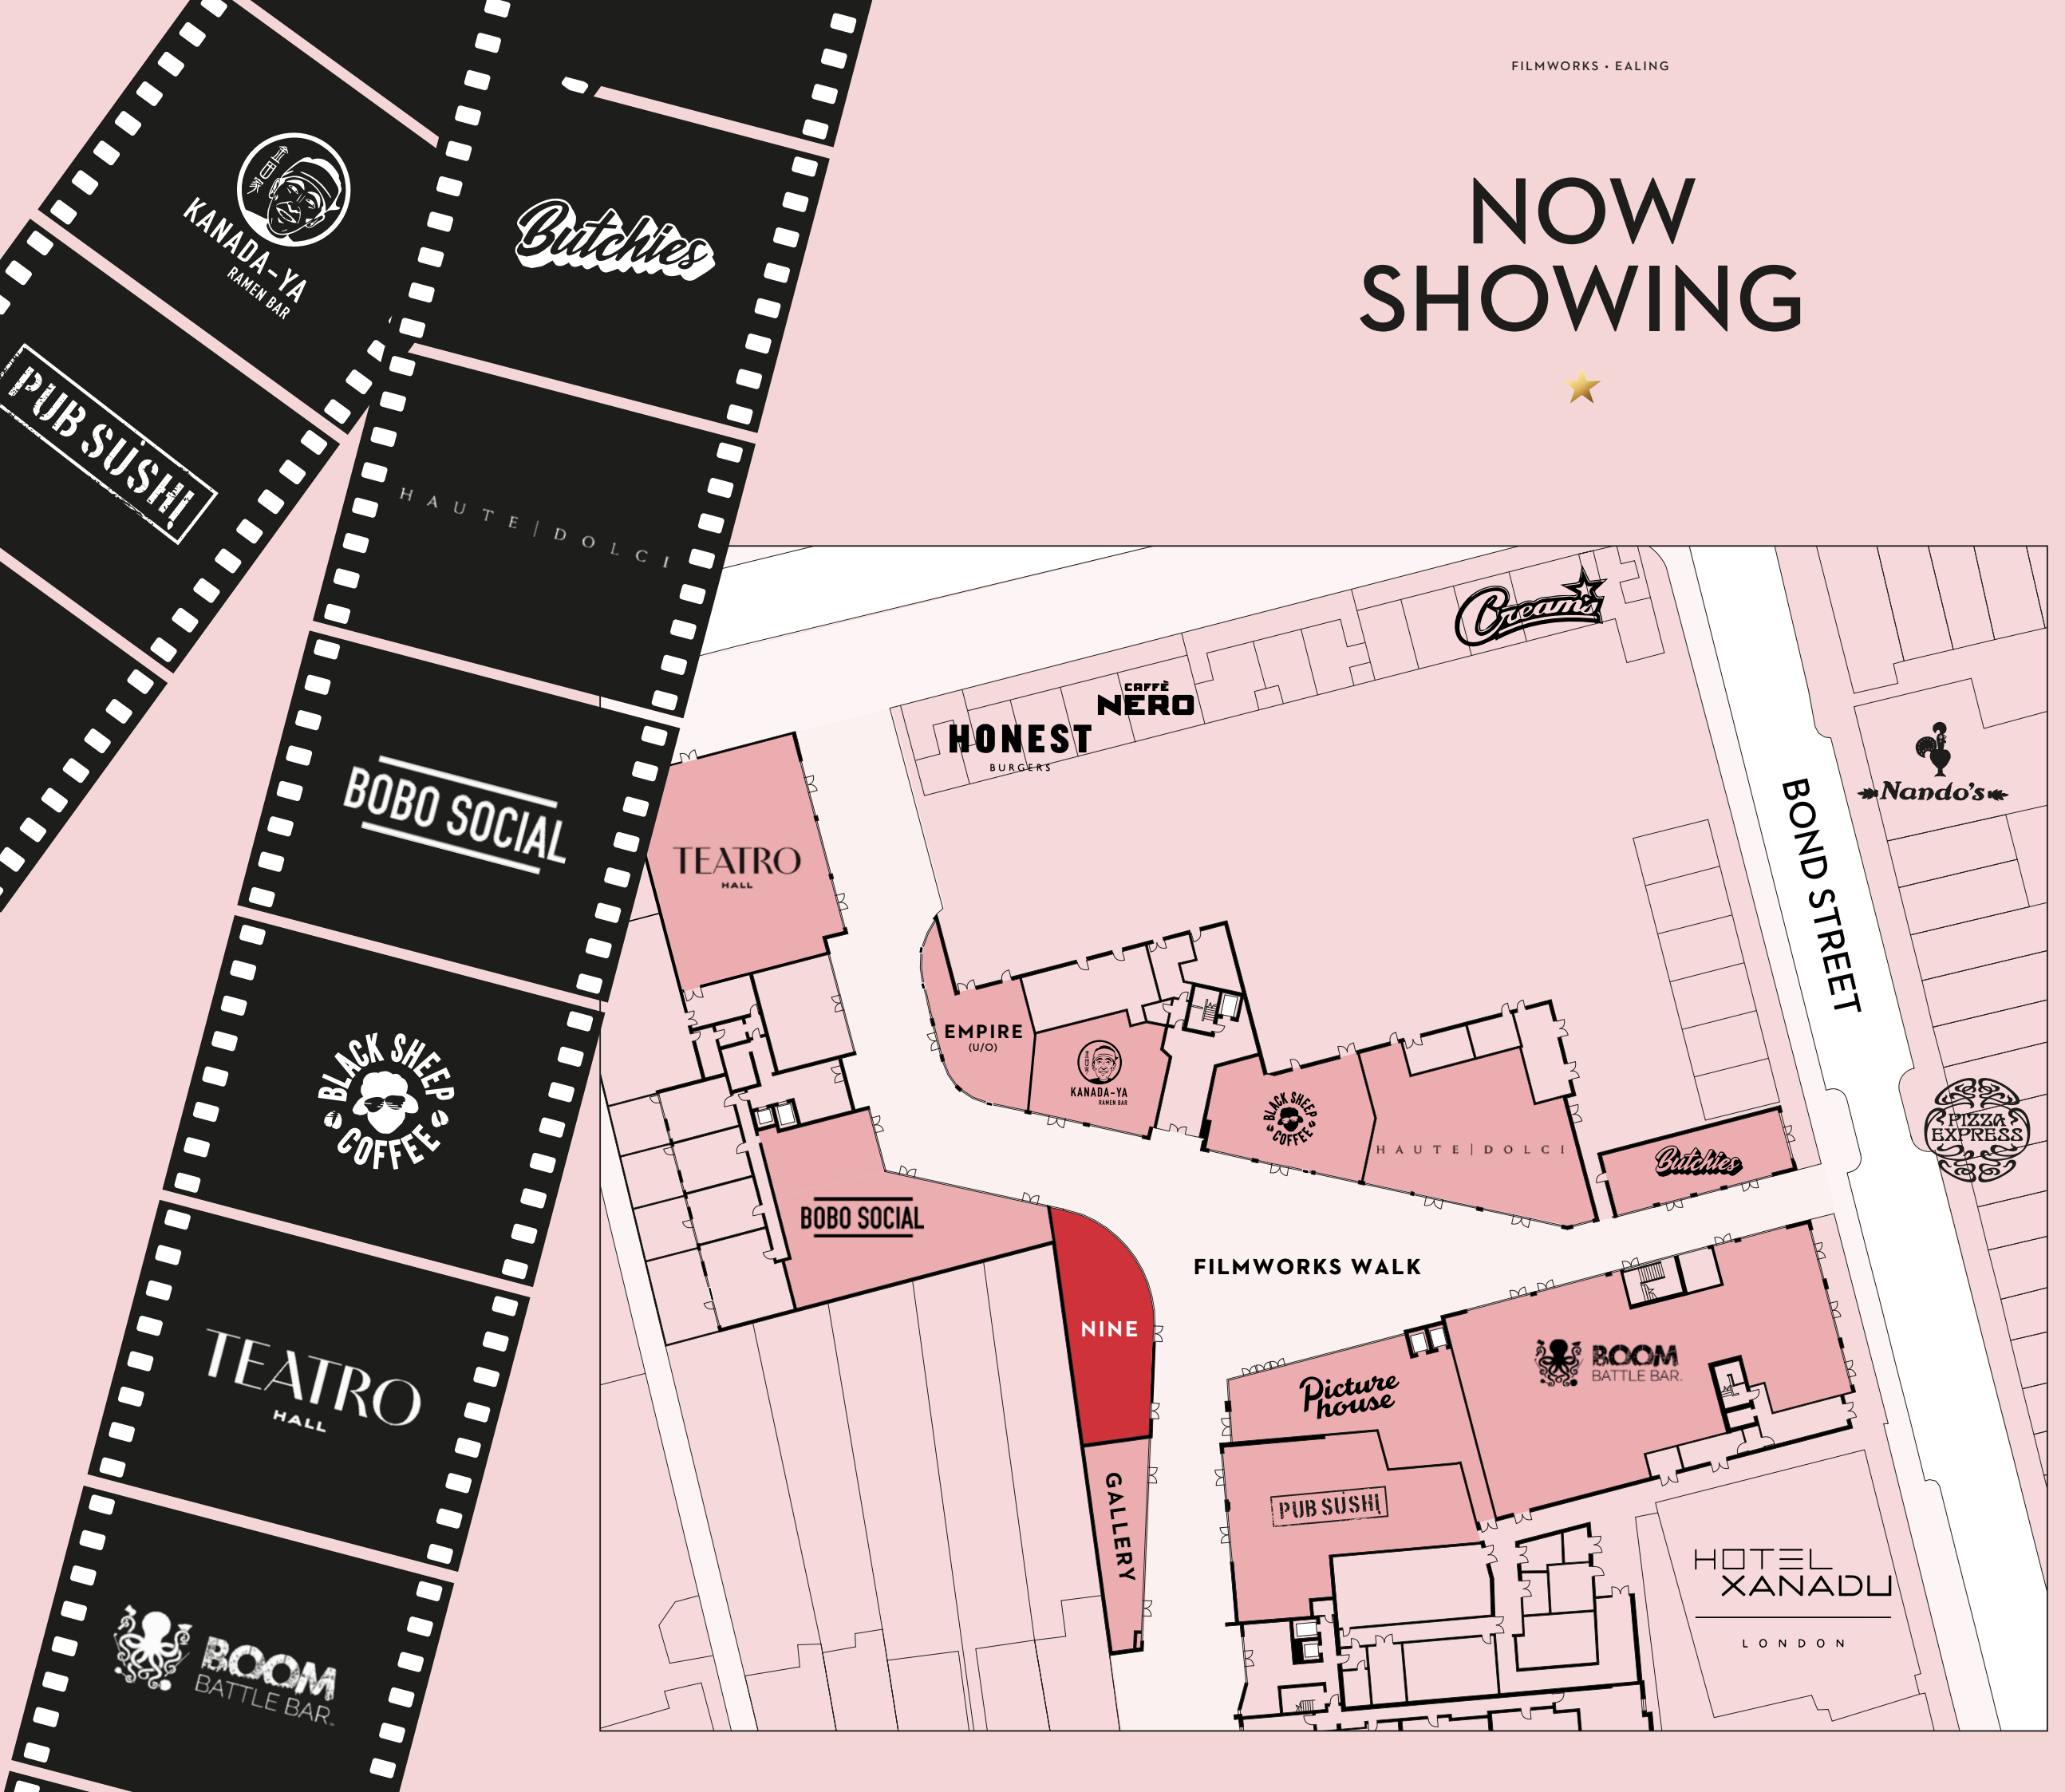 FILMWORKS • EALING
NOW
SHOWING
金田家
KANADA-YA
RAMEN BAR
Butchies
PUB SUSHI
HAUTE | DOLCI
BOBO SOCIAL
BLACK SHEEP
COFFEE
TEATRO
HALL
BOOM
BATTLE BAR.
Creams
CAFFÈ
NERO
HONEST
BURGERS
BOND STREET
Nando's
TEATRO
HALL
EMPIRE
(U/O)
KANADA-YA
RAMEN BAR
BLACK SHEEP
COFFEE
HAUTE | DOLCI
Butchies
PIZZA
EXPRESS
BOBO SOCIAL
FILMWORKS WALK
NINE
Picture
house
BOOM
BATTLE BAR.
GALLERY
PUB SUSHI
HOTEL
XANADU
LONDON